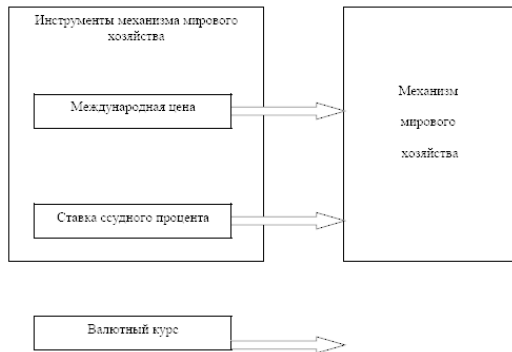 Инструменты механизма мирового
хозяйства
Международная цена
Механизм
мирового
хозяйства
Ставка ссудного процента
Валютный курс